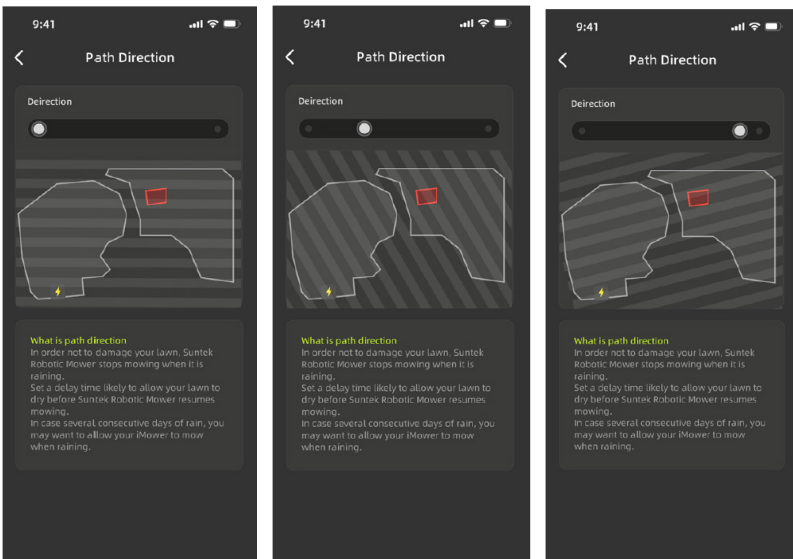 9:41
Path Direction
Deirection
What is path direction
In order not to damage your lawn, Suntek
Robotic Mower stops mowing when it is
raining.
Set a delay time likely to allow your lawn to
dry before Suntek Robotic Mower resumes
mowing.
In case several consecutive days of rain, you
may want to allow your iMower to mow
when raining.
9:41
Path Direction
Deirection
What is path direction
In order not to damage your lawn, Suntek
Robotic Mower stops mowing when it is
raining.
Set a delay time likely to allow your lawn to
dry before Suntek Robotic Mower resumes
mowing.
In case several consecutive days of rain, you
may want to allow your iMower to mow
when raining.
9:41
Path Direction
Deirection
What is path direction
In order not to damage your lawn, Suntek
Robotic Mower stops mowing when it is
raining.
Set a delay time likely to allow your lawn to
dry before Suntek Robotic Mower resumes
mowing.
In case several consecutive days of rain, you
may want to allow your iMower to mow
when raining.